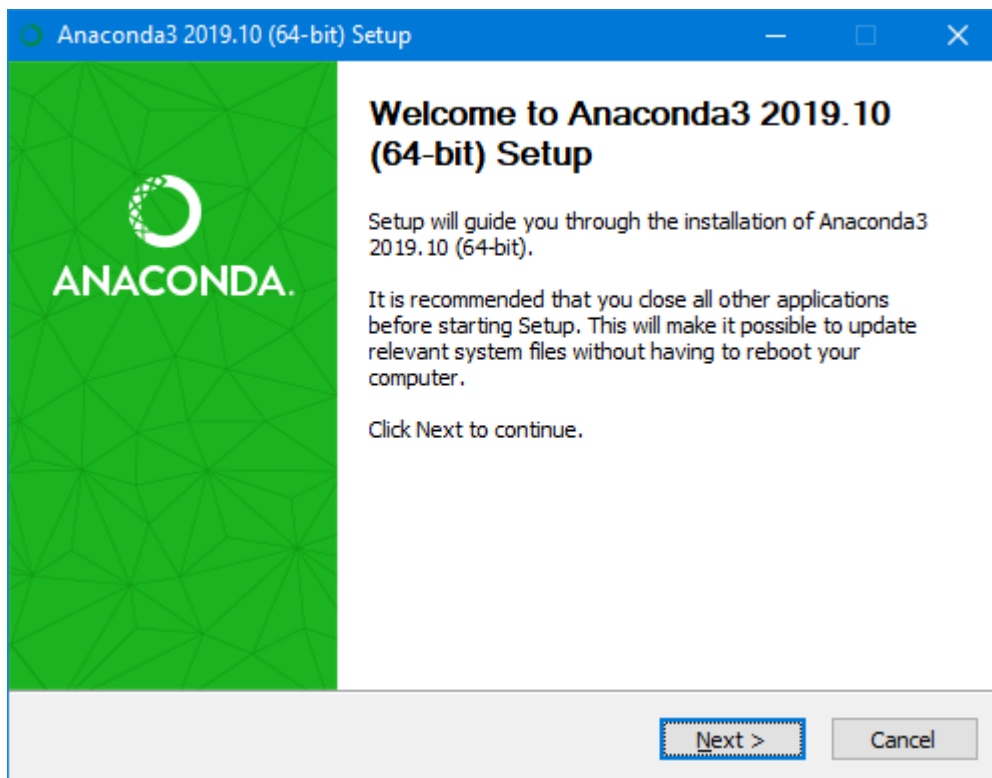 Anaconda3 2019.10 (64-bit) Setup
Welcome to Anaconda3 2019.10
(64-bit) Setup
Setup will guide you through the installation of Anaconda3
2019.10 (64-bit).
It is recommended that you close all other applications
before starting Setup. This will make it possible to update
relevant system files without having to reboot your
computer.
Click Next to continue.
ANACONDA.
Next >
Cancel